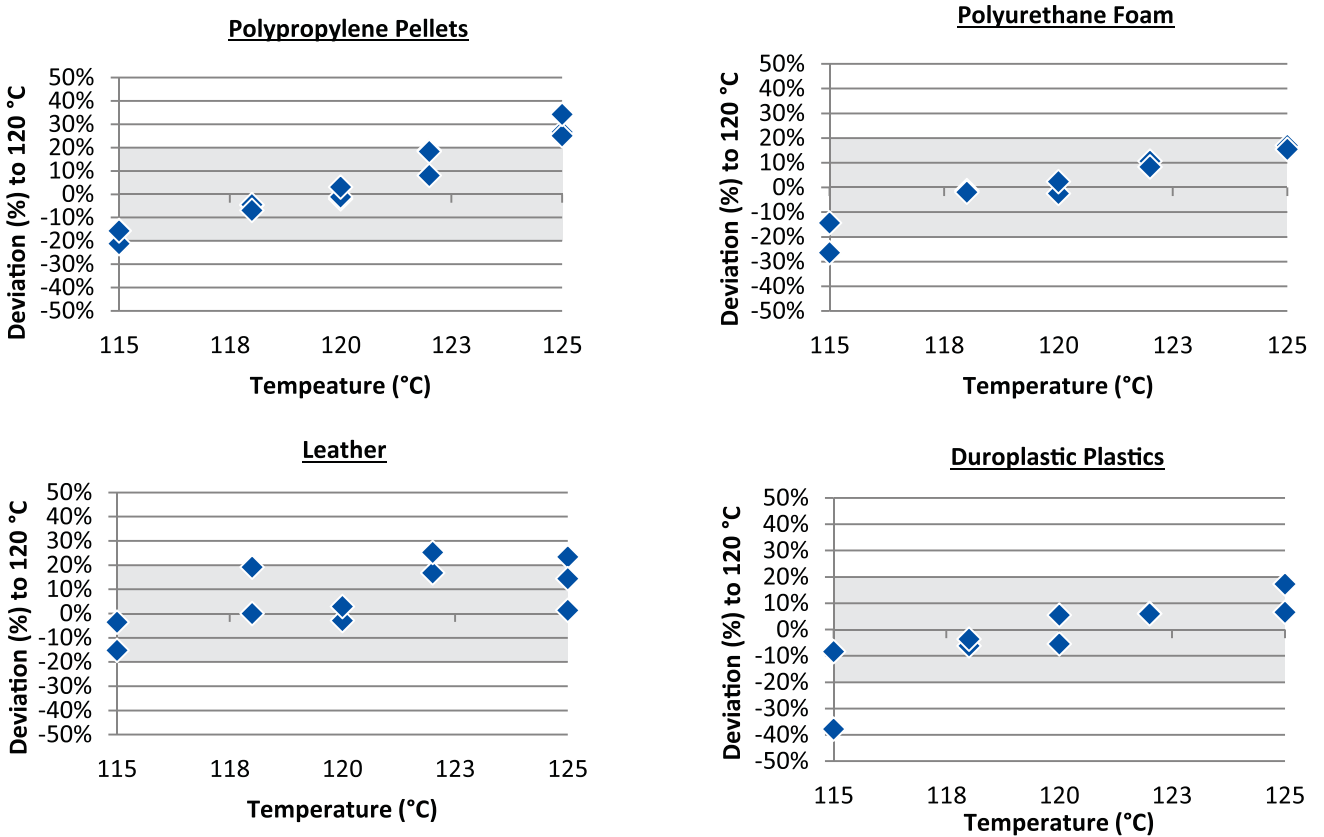 Polypropylene Pellets
Deviation (%) to 120 °C
50%
40%
30%
20%
10%
0%
-10%
-20%
-30%
-40%
-50%
115 118 120 123 125
Tempeature (°C)
Polyurethane Foam
Deviation (%) to 120 °C
50%
40%
30%
20%
10%
0%
-10%
-20%
-30%
-40%
-50%
115 118 120 123 125
Temperature (°C)
Leather
Deviation (%) to 120 °C
50%
40%
30%
20%
10%
0%
-10%
-20%
-30%
-40%
-50%
115 118 120 123 125
Temperature (°C)
Duroplastic Plastics
Deviation (%) to 120 °C
50%
40%
30%
20%
10%
0%
-10%
-20%
-30%
-40%
-50%
115 118 120 123 125
Temperature (°C)